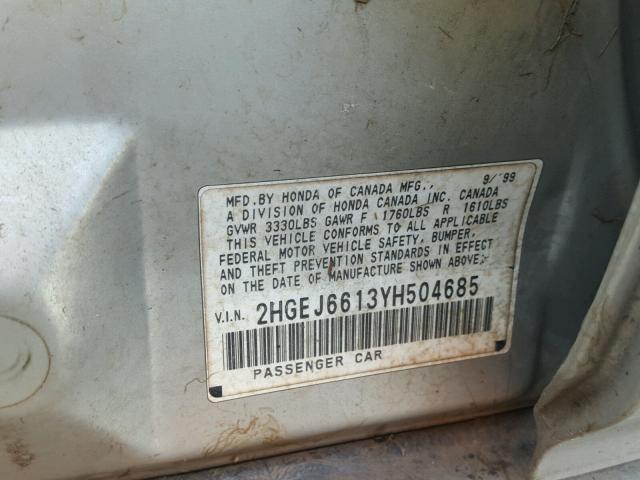 MFD. BY HONDA OF CANADA MFG., 9/'99
A DIVISION OF HONDA CANADA INC. CANADA
GVWR 3330LBS GAWR F 1760LBS R 1610LBS
THIS VEHICLE CONFORMS TO ALL APPLICABLE
FEDERAL MOTOR VEHICLE SAFETY, BUMPER,
AND THEFT PREVENTION STANDARDS IN EFFECT
ON THE DATE OF MANUFACTURE SHOWN ABOVE.
V.I.N. 2HGEJ6613YH504685
PASSENGER CAR